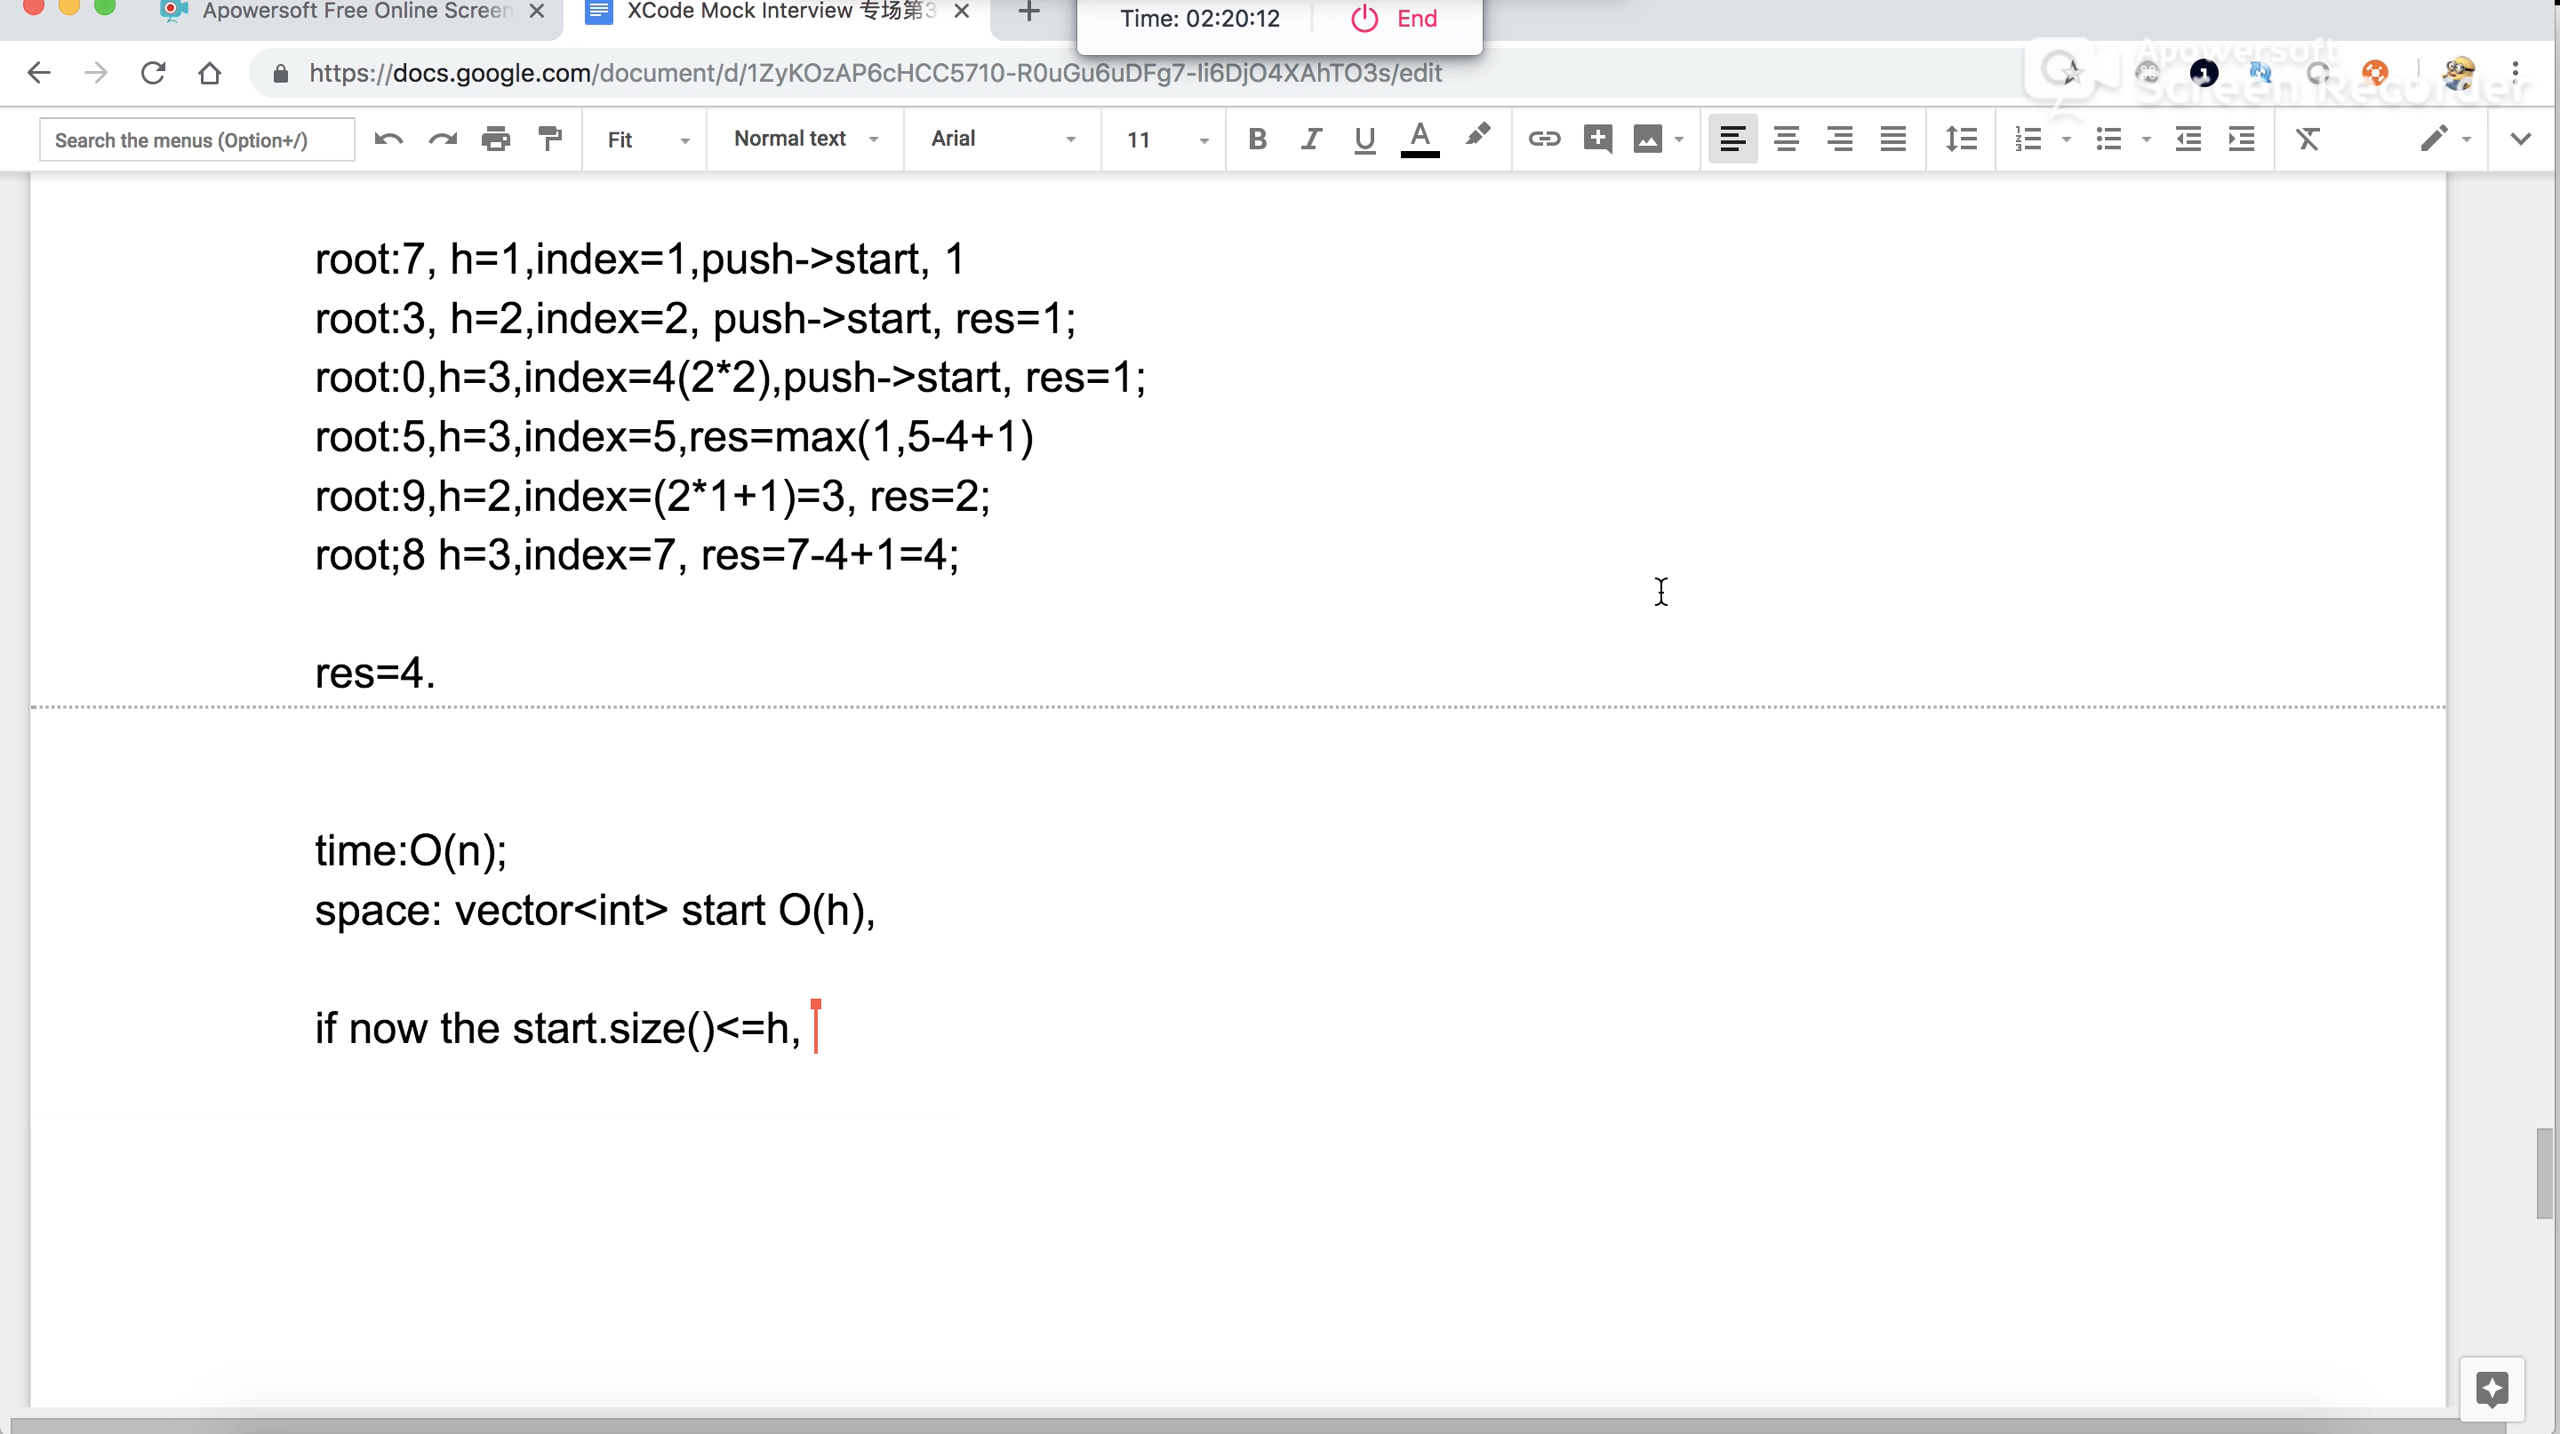 Apowersoft Free Online Screen
XCode Mock Interview 专场第3
Time: 02:20:12
End
https://docs.google.com/document/d/1ZyKOzAP6cHCC5710-R0uGu6uDFg7-li6DjO4XAhTO3s/edit
Apowersoft
Screen Recorder
Search the menus (Option+/)
Fit
Normal text
Arial
11
root:7, h=1,index=1,push->start, 1
root:3, h=2,index=2, push->start, res=1;
root:0,h=3,index=4(2*2),push->start, res=1;
root:5,h=3,index=5,res=max(1,5-4+1)
root:9,h=2,index=(2*1+1)=3, res=2;
root;8 h=3,index=7, res=7-4+1=4;
res=4.
time:O(n);
space: vector<int> start O(h),
if now the start.size()<=h,